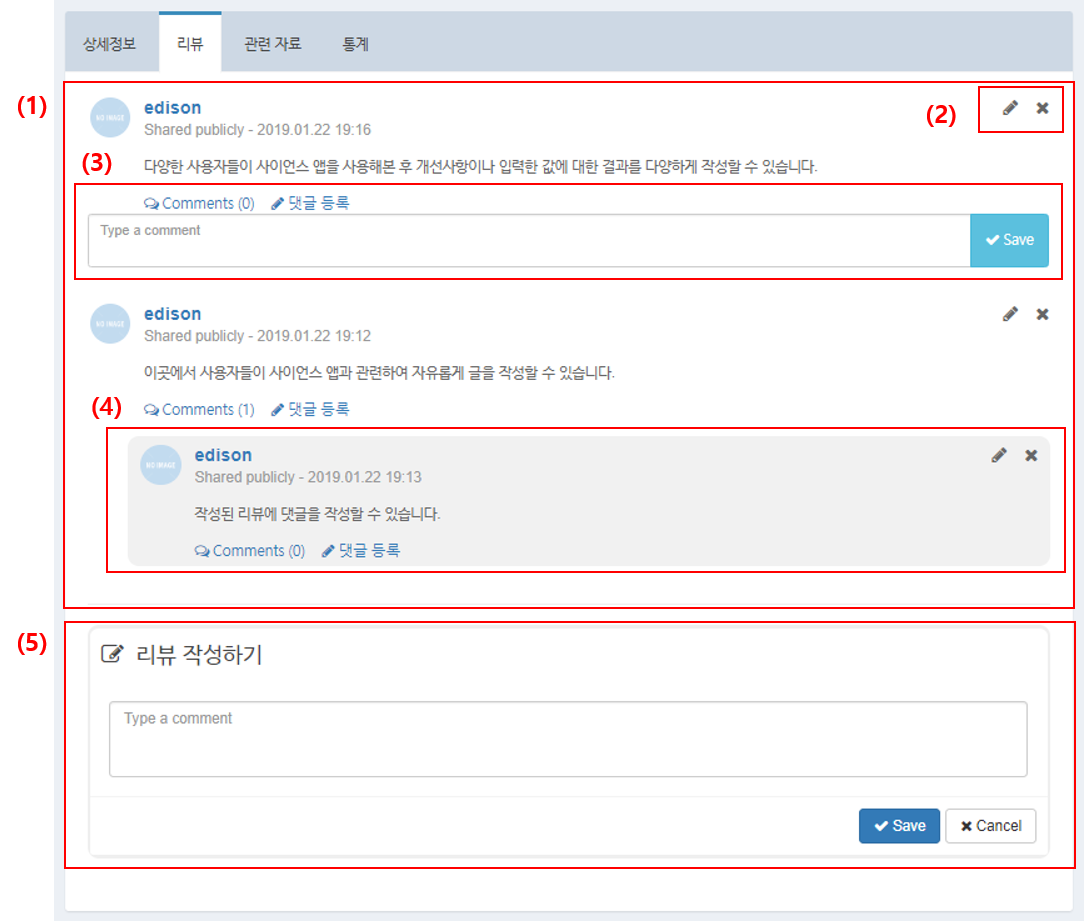 상세정보 리뷰 관련 자료 통계
(1)
NO IMAGE
edison
Shared publicly - 2019.01.22 19:16
(2)
다양한 사용자들이 사이언스 앱을 사용해본 후 개선사항이나 입력한 값에 대한 결과를 다양하게 작성할 수 있습니다.
(3)
Comments (0) 댓글 등록
Type a comment
Save
NO IMAGE
edison
Shared publicly - 2019.01.22 19:12
이곳에서 사용자들이 사이언스 앱과 관련하여 자유롭게 글을 작성할 수 있습니다.
(4)
Comments (1) 댓글 등록
NO IMAGE
edison
Shared publicly - 2019.01.22 19:13
작성된 리뷰에 댓글을 작성할 수 있습니다.
Comments (0) 댓글 등록
(5)
리뷰 작성하기
Type a comment
Save Cancel